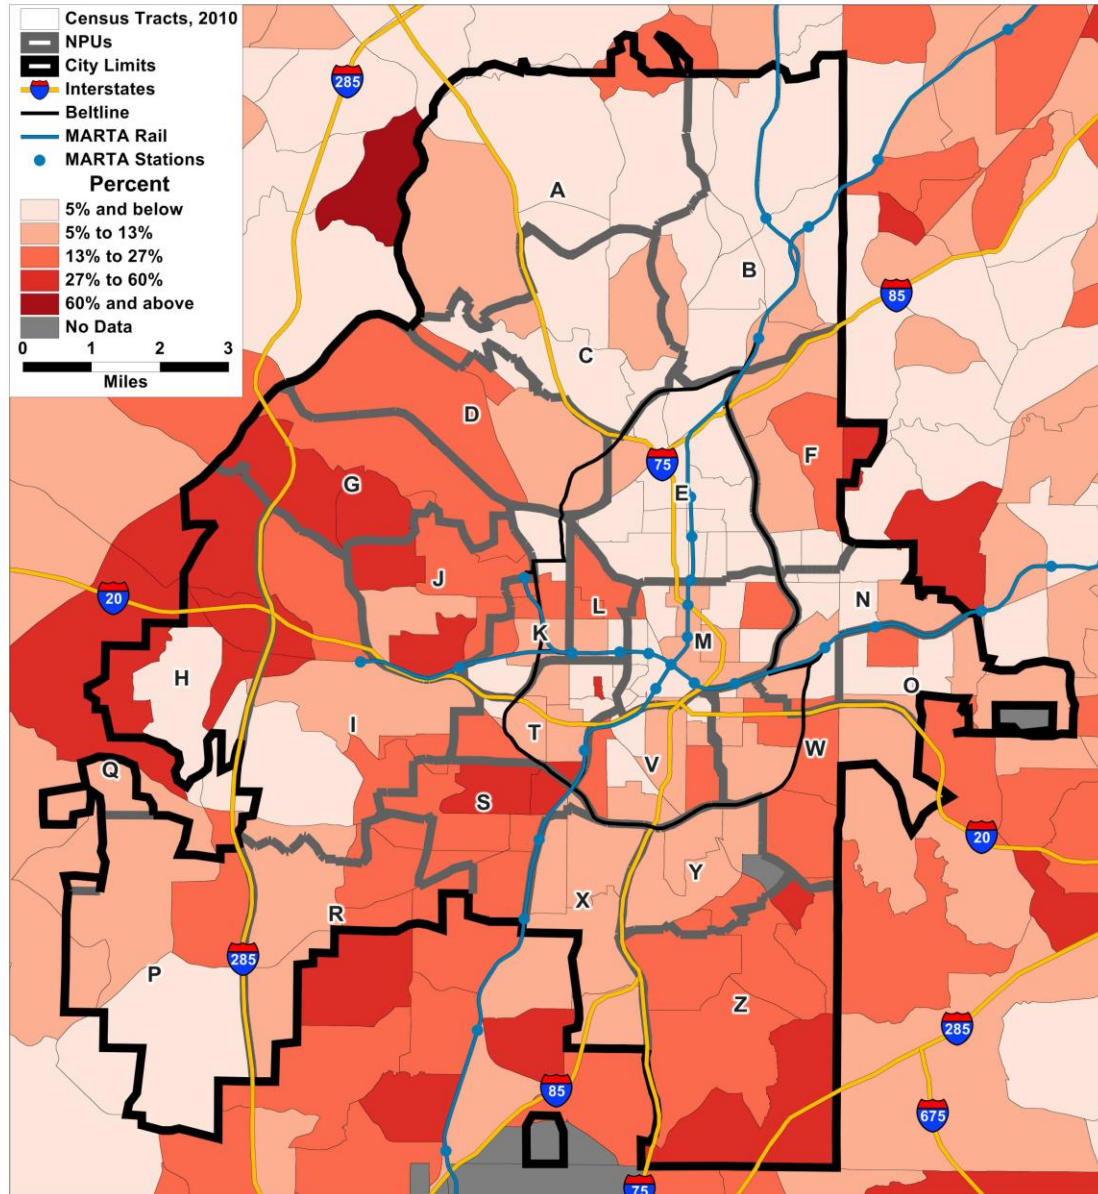 Census Tracts, 2010
NPUs
City Limits
Interstates
Beltline
MARTA Rail
MARTA Stations
Percent
5% and below
5% to 13%
13% to 27%
27% to 60%
60% and above
No Data
0 1 2 3
Miles
285
A
B
85
C
D
75
F
E
G
20
J
L
N
K
M
H
O
I
T
W
V
Q
S
20
Y
X
R
285
P
Z
285
85
675
75